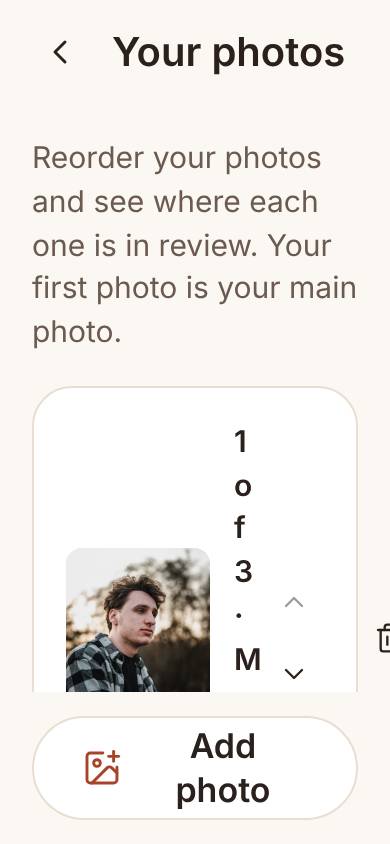 Your photos
Reorder your photos
and see where each
one is in review. Your
first photo is your main
photo.
1
o
f
3
·
M
Add
photo